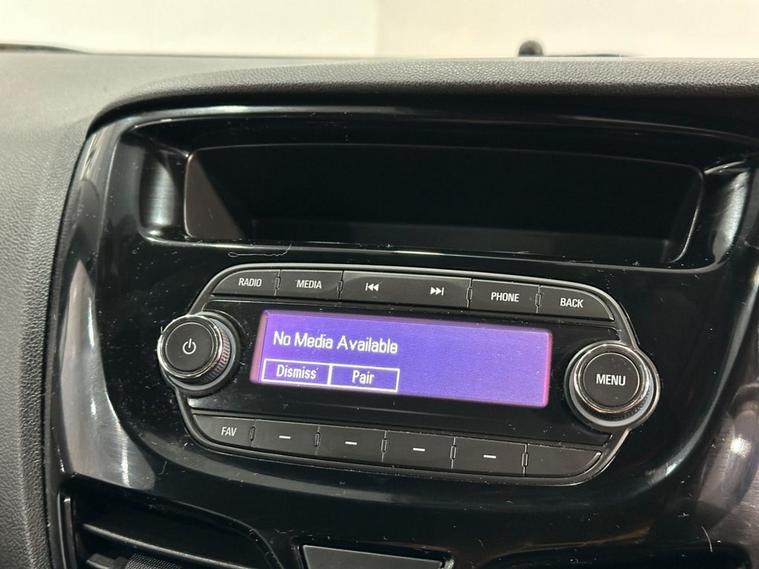 RADIO MEDIA PHONE BACK
No Media Available
Dismiss Pair
MENU
FAV